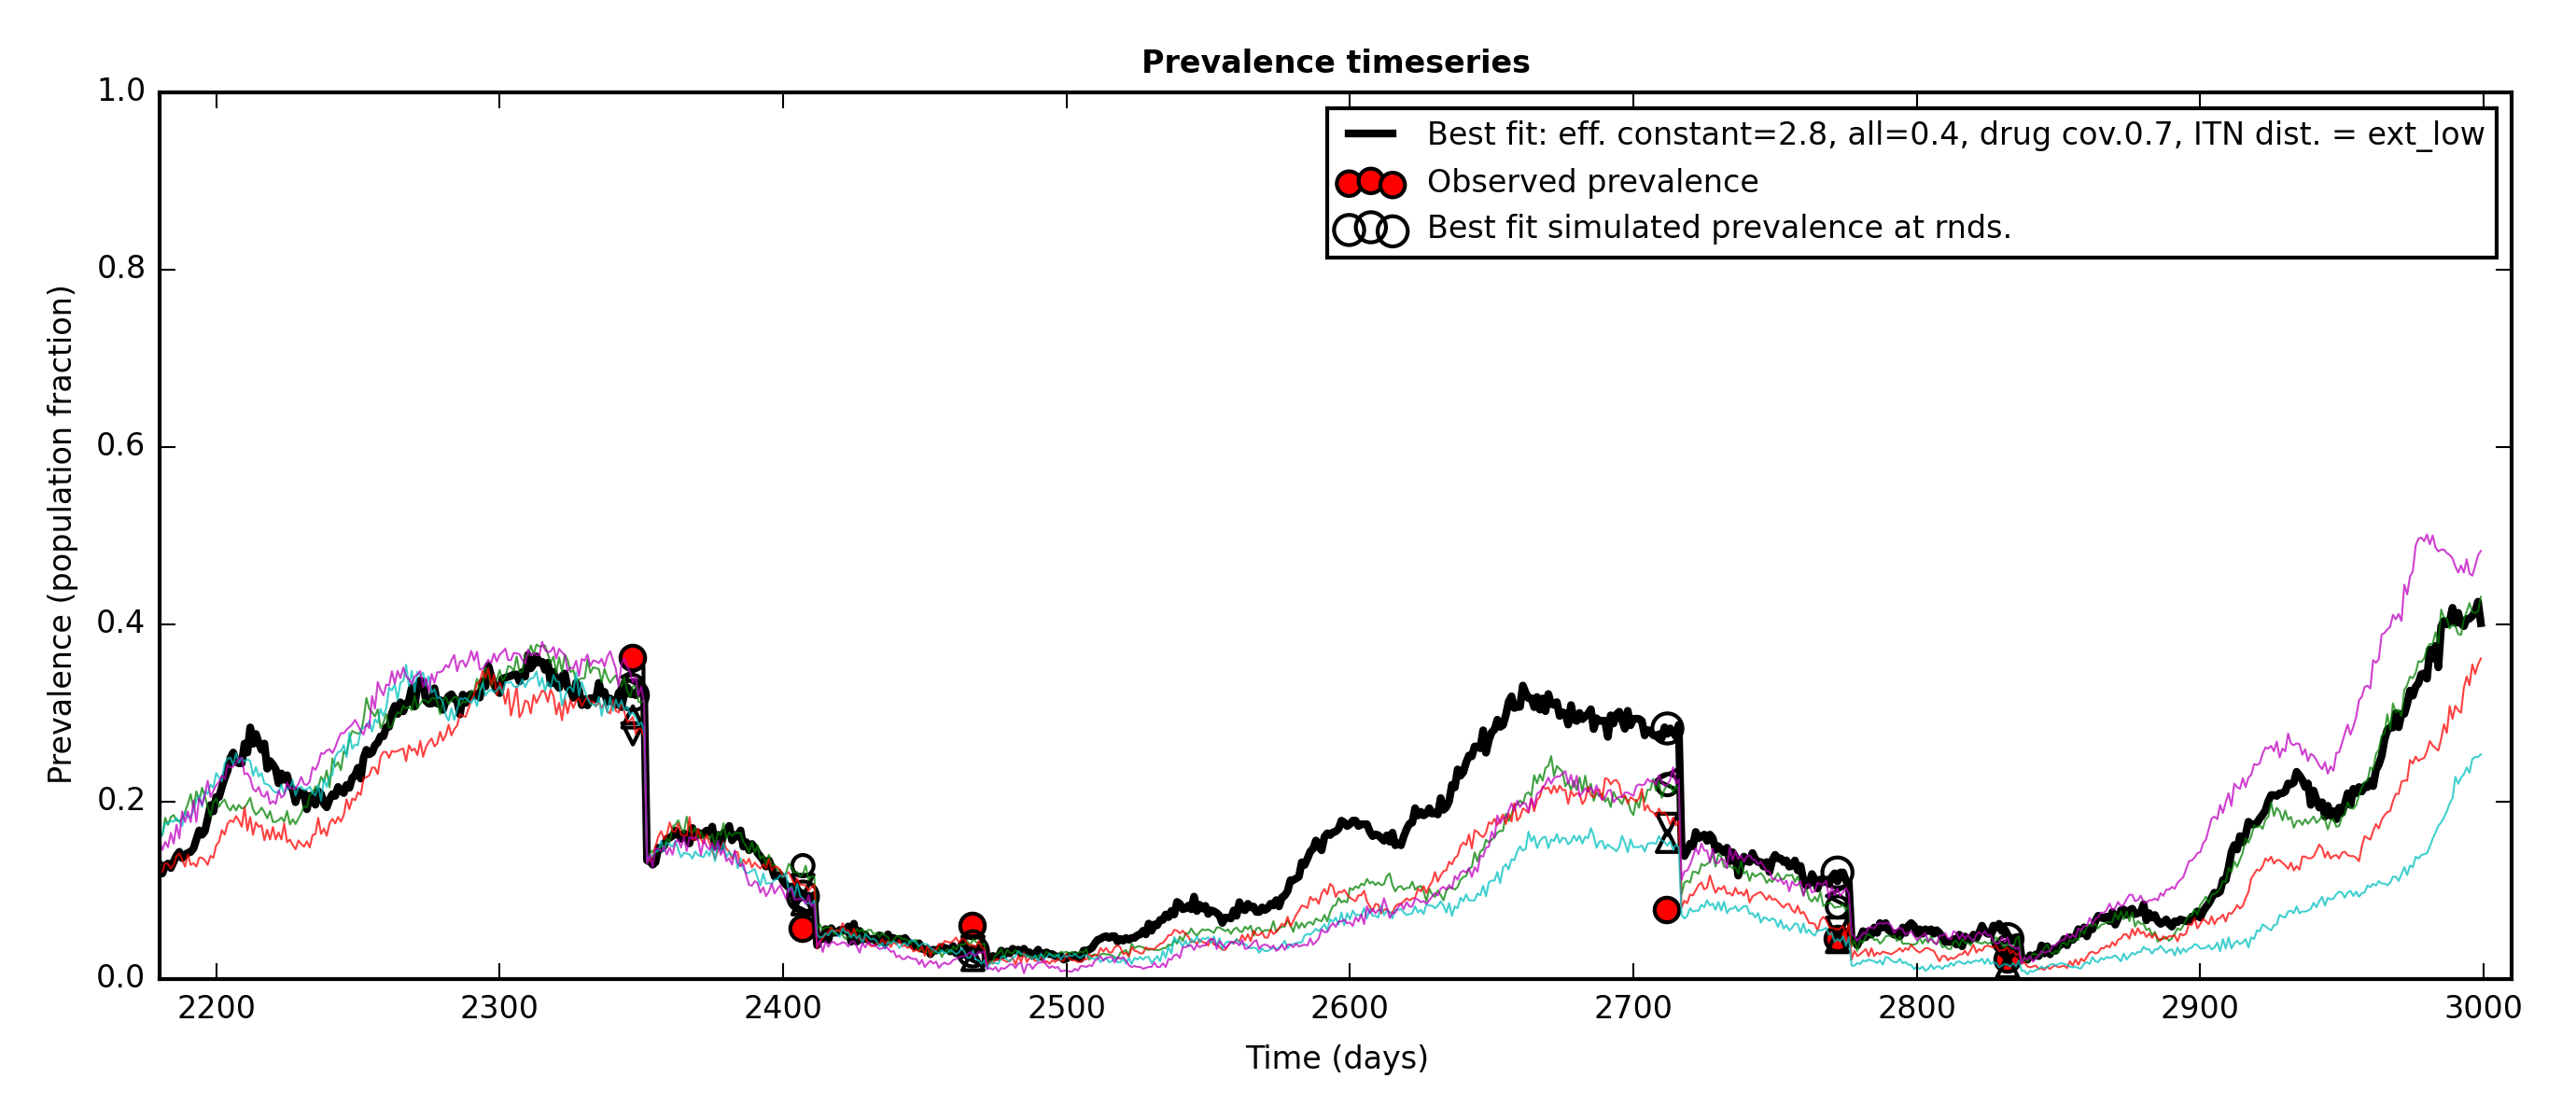 Prevalence timeseries
1.0
0.8
0.6
0.4
0.2
0.0
Prevalence (population fraction)
Best fit: eff. constant=2.8, all=0.4, drug cov.0.7, ITN dist. = ext_low
Observed prevalence
Best fit simulated prevalence at rnds.
2200 2300 2400 2500 2600 2700 2800 2900 3000
Time (days)